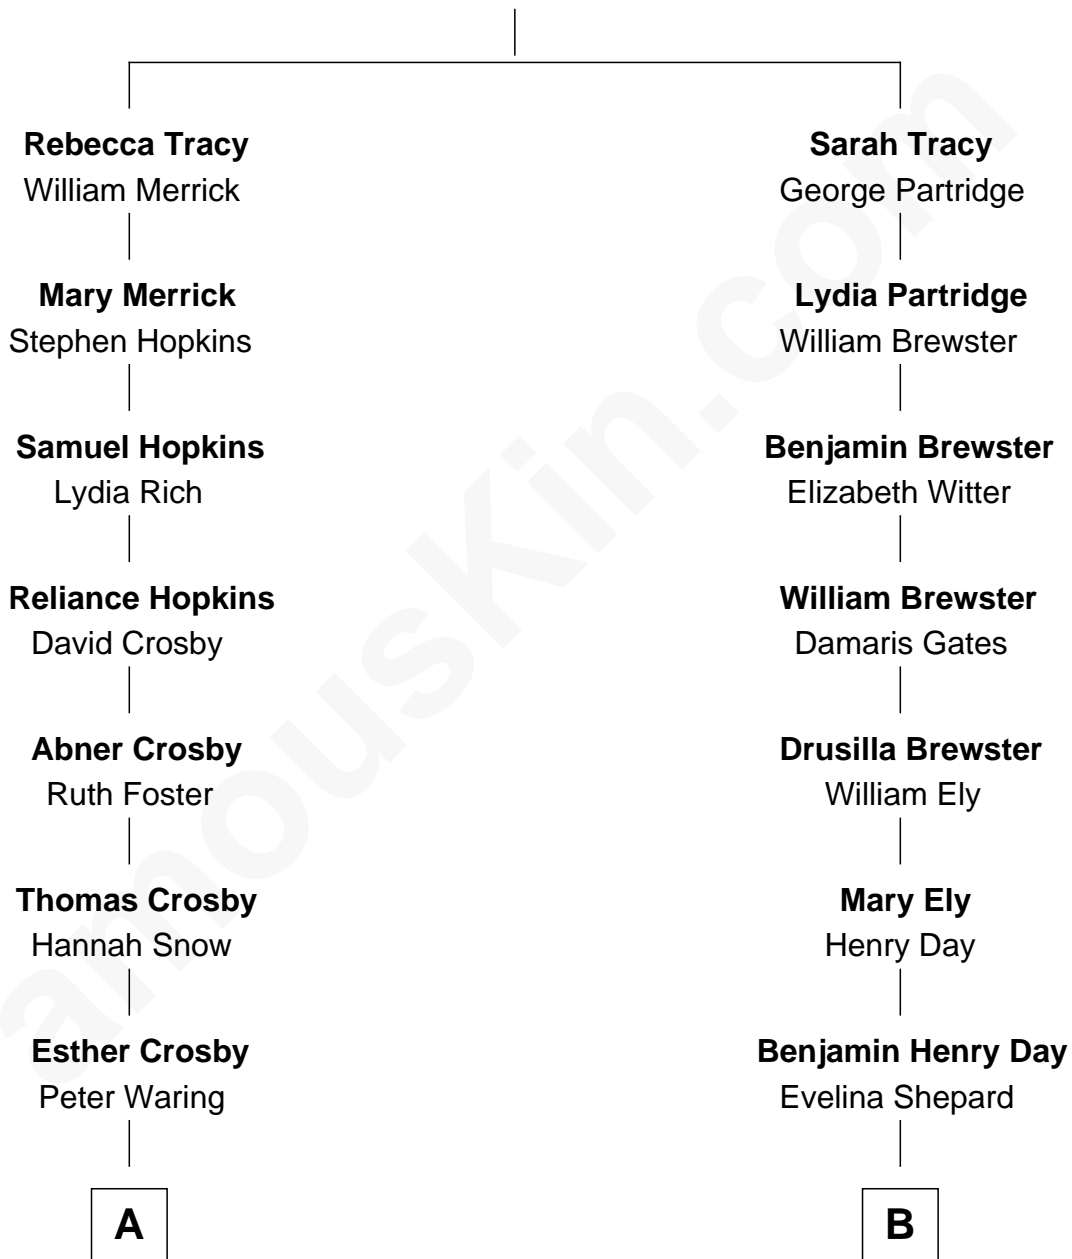 Rebecca Tracy
William Merrick
Mary Merrick
Stephen Hopkins
Samuel Hopkins
Lydia Rich
Reliance Hopkins
David Crosby
Abner Crosby
Ruth Foster
Thomas Crosby
Hannah Snow
Esther Crosby
Peter Waring
A
Sarah Tracy
George Partridge
Lydia Partridge
William Brewster
Benjamin Brewster
Elizabeth Witter
William Brewster
Damaris Gates
Drusilla Brewster
William Ely
Mary Ely
Henry Day
Benjamin Henry Day
Evelina Shepard
B
amouskin.com